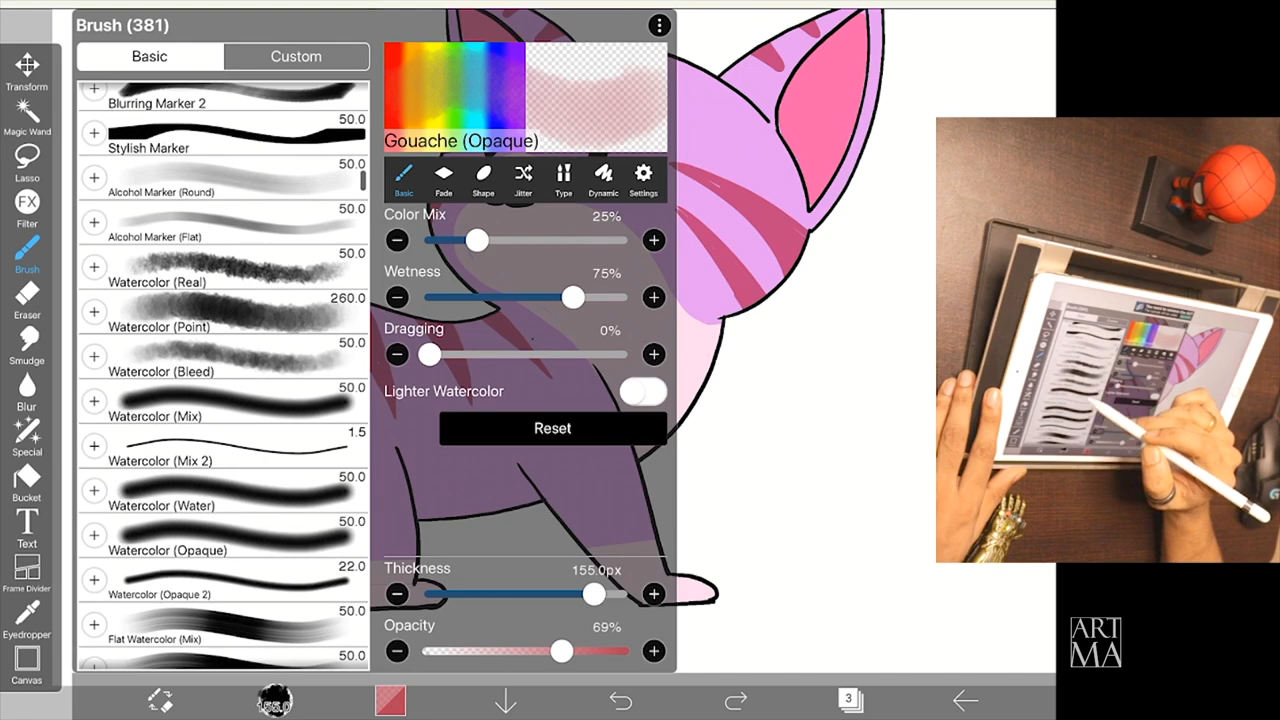 Brush (381)
Basic
Custom
Blurring Marker 2
50.0
Stylish Marker
50.0
Alcohol Marker (Round)
50.0
Alcohol Marker (Flat)
50.0
Watercolor (Real)
260.0
Watercolor (Point)
50.0
Watercolor (Bleed)
50.0
Watercolor (Mix)
1.5
Watercolor (Mix 2)
50.0
Watercolor (Water)
50.0
Watercolor (Opaque)
22.0
Watercolor (Opaque 2)
50.0
Flat Watercolor (Mix)
50.0
Transform
Magic Wand
Lasso
FX
Filter
Brush
Eraser
Smudge
Blur
Special
Bucket
T
Text
Frame Divider
Eyedropper
Canvas
Gouache (Opaque)
Basic
Fade
Shape
Jitter
Type
Dynamic
Settings
Color Mix 25%
Wetness 75%
Dragging 0%
Lighter Watercolor
Reset
Thickness 155.0px
Opacity 69%
155.0
3
ART
MA